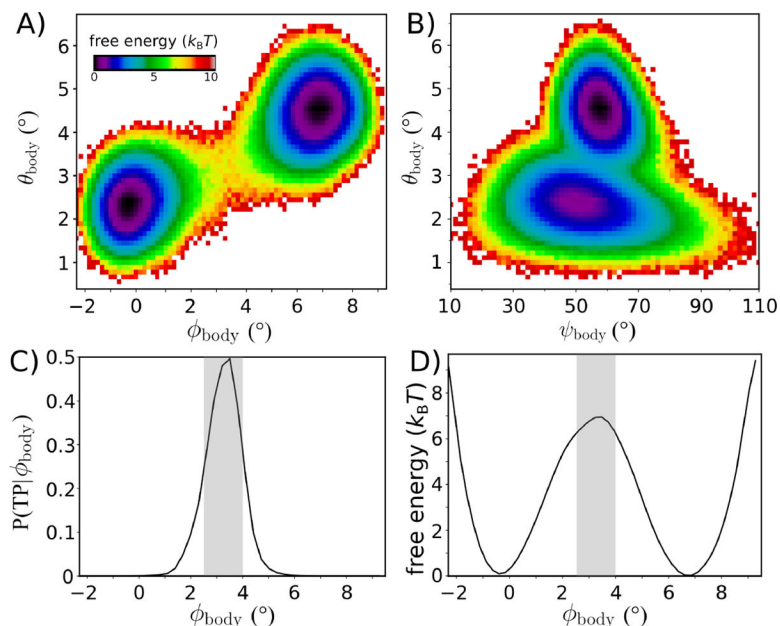 A)
free energy (kBT)
0 5 10
θbody (°)
6
5
4
3
2
1
−2 0 2 4 6 8
ϕbody (°)
B)
θbody (°)
6
5
4
3
2
1
10 30 50 70 90 110
ψbody (°)
C)
P(TP|ϕbody)
0.5
0.4
0.3
0.2
0.1
0
−2 0 2 4 6 8
ϕbody (°)
D)
free energy (kBT)
8
6
4
2
0
−2 0 2 4 6 8
ϕbody (°)